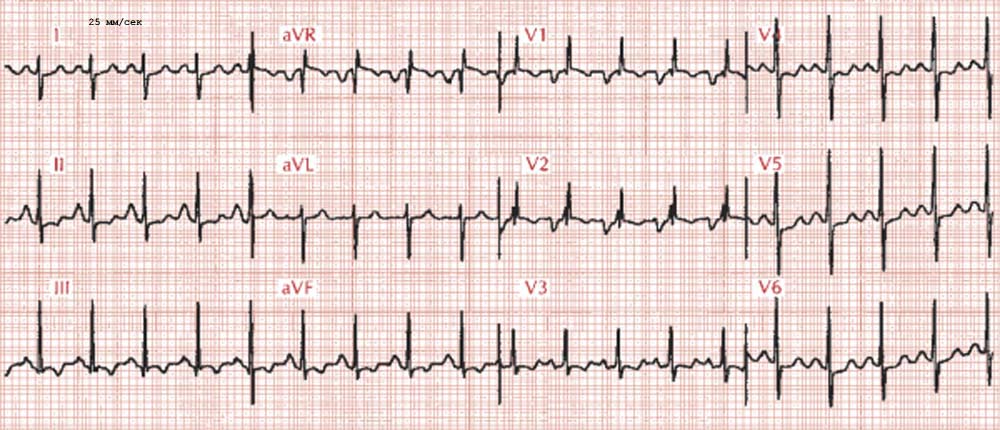 25 мм/сек
I aVR V1 V4
II aVL V2 V5
III aVF V3 V6